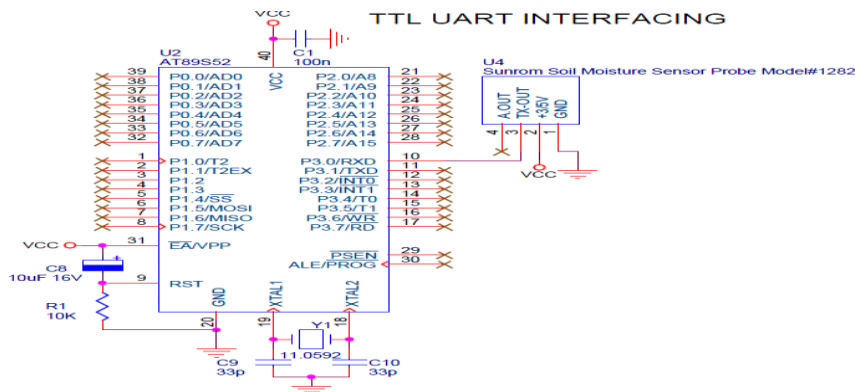 VCC
TTL UART INTERFACING
U2
AT89S52
40
VCC
C1
100n
U4
Sunrom Soil Moisture Sensor Probe Model#1282
A.OUT
TX-OUT
+3/5V
GND
4
3
2
1
VCC
39 P0.0/AD0 P2.0/A8 21
38 P0.1/AD1 P2.1/A9 22
37 P0.2/AD2 P2.2/A10 23
36 P0.3/AD3 P2.3/A11 24
35 P0.4/AD4 P2.4/A12 25
34 P0.5/AD5 P2.5/A13 26
33 P0.6/AD6 P2.6/A14 27
32 P0.7/AD7 P2.7/A15 28
1 P1.0/T2 P3.0/RXD 10
2 P1.1/T2EX P3.1/TXD 11
3 P1.2 P3.2/INT0 12
4 P1.3 P3.3/INT1 13
5 P1.4/SS P3.4/T0 14
6 P1.5/MOSI P3.5/T1 15
7 P1.6/MISO P3.6/WR 16
8 P1.7/SCK P3.7/RD 17
VCC 31 EA/VPP
PSEN 29
ALE/PROG 30
C8
+
10uF 16V
9 RST
R1
10K
GND
XTAL1
XTAL2
20
19
18
Y1
11.0592
C9
33p
C10
33p